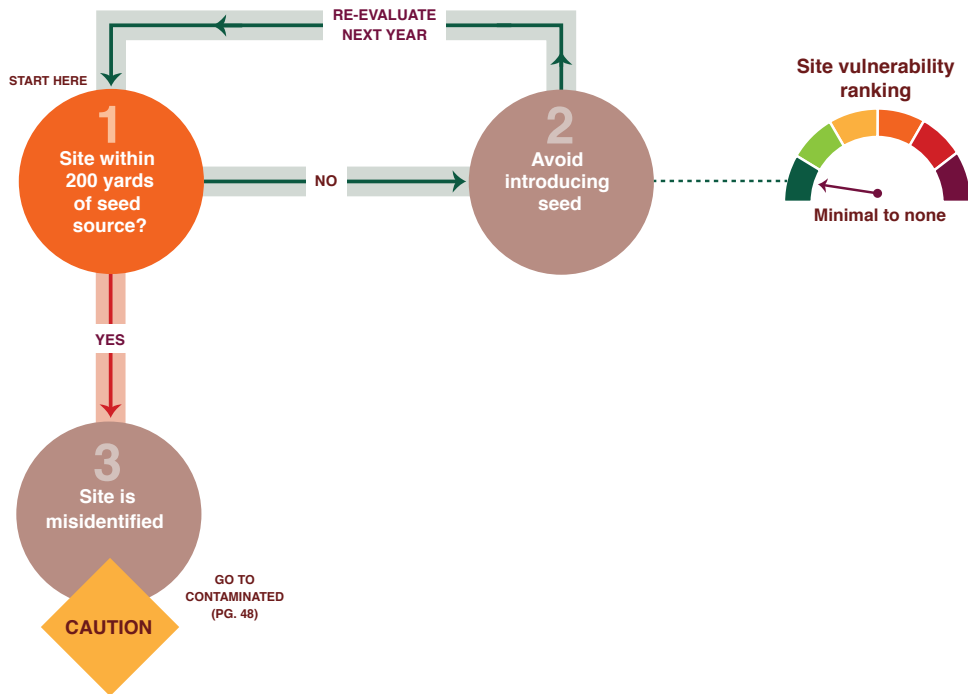 RE-EVALUATE
NEXT YEAR
START HERE
1
Site within
200 yards
of seed
source?
NO
2
Avoid
introducing
seed
Site vulnerability
ranking
Minimal to none
YES
3
Site is
misidentified
CAUTION
GO TO
CONTAMINATED
(PG. 48)